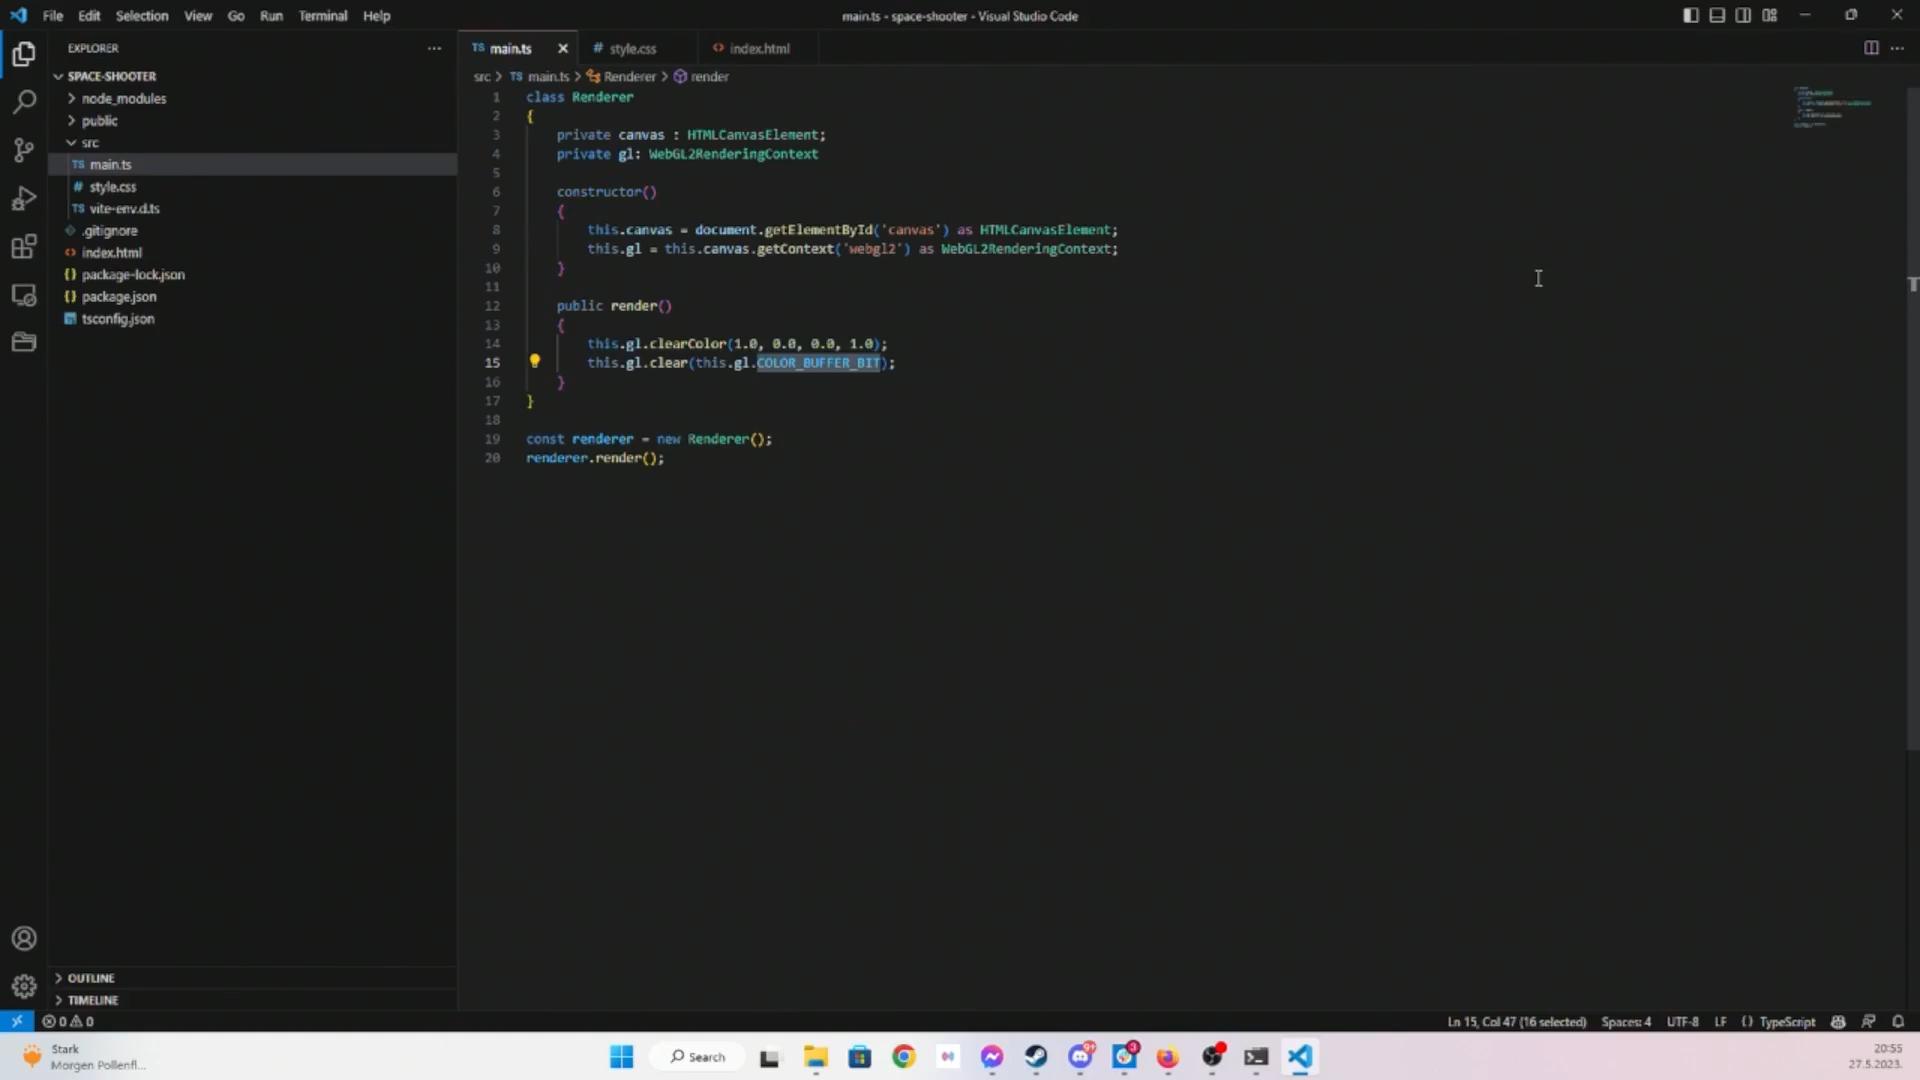 File Edit Selection View Go Run Terminal Help
main.ts - space-shooter - Visual Studio Code
EXPLORER
SPACE-SHOOTER
node_modules
public
src
TS main.ts
# style.css
TS vite-env.d.ts
.gitignore
<> index.html
{} package-lock.json
{} package.json
tsconfig.json
OUTLINE
TIMELINE
TS main.ts # style.css <> index.html
src > TS main.ts > Renderer > render
1 class Renderer
2 {
3 private canvas : HTMLCanvasElement;
4 private gl: WebGL2RenderingContext
5
6 constructor()
7 {
8 this.canvas = document.getElementById('canvas') as HTMLCanvasElement;
9 this.gl = this.canvas.getContext('webgl2') as WebGL2RenderingContext;
10 }
11
12 public render()
13 {
14 this.gl.clearColor(1.0, 0.0, 0.0, 1.0);
15 this.gl.clear(this.gl.COLOR_BUFFER_BIT);
16 }
17 }
18
19 const renderer = new Renderer();
20 renderer.render();
0 0 Ln 15, Col 47 (16 selected) Spaces: 4 UTF-8 LF {} TypeScript
Stark
Morgen Pollenfl...
Search
9+
3
20:55
27.5.2023.